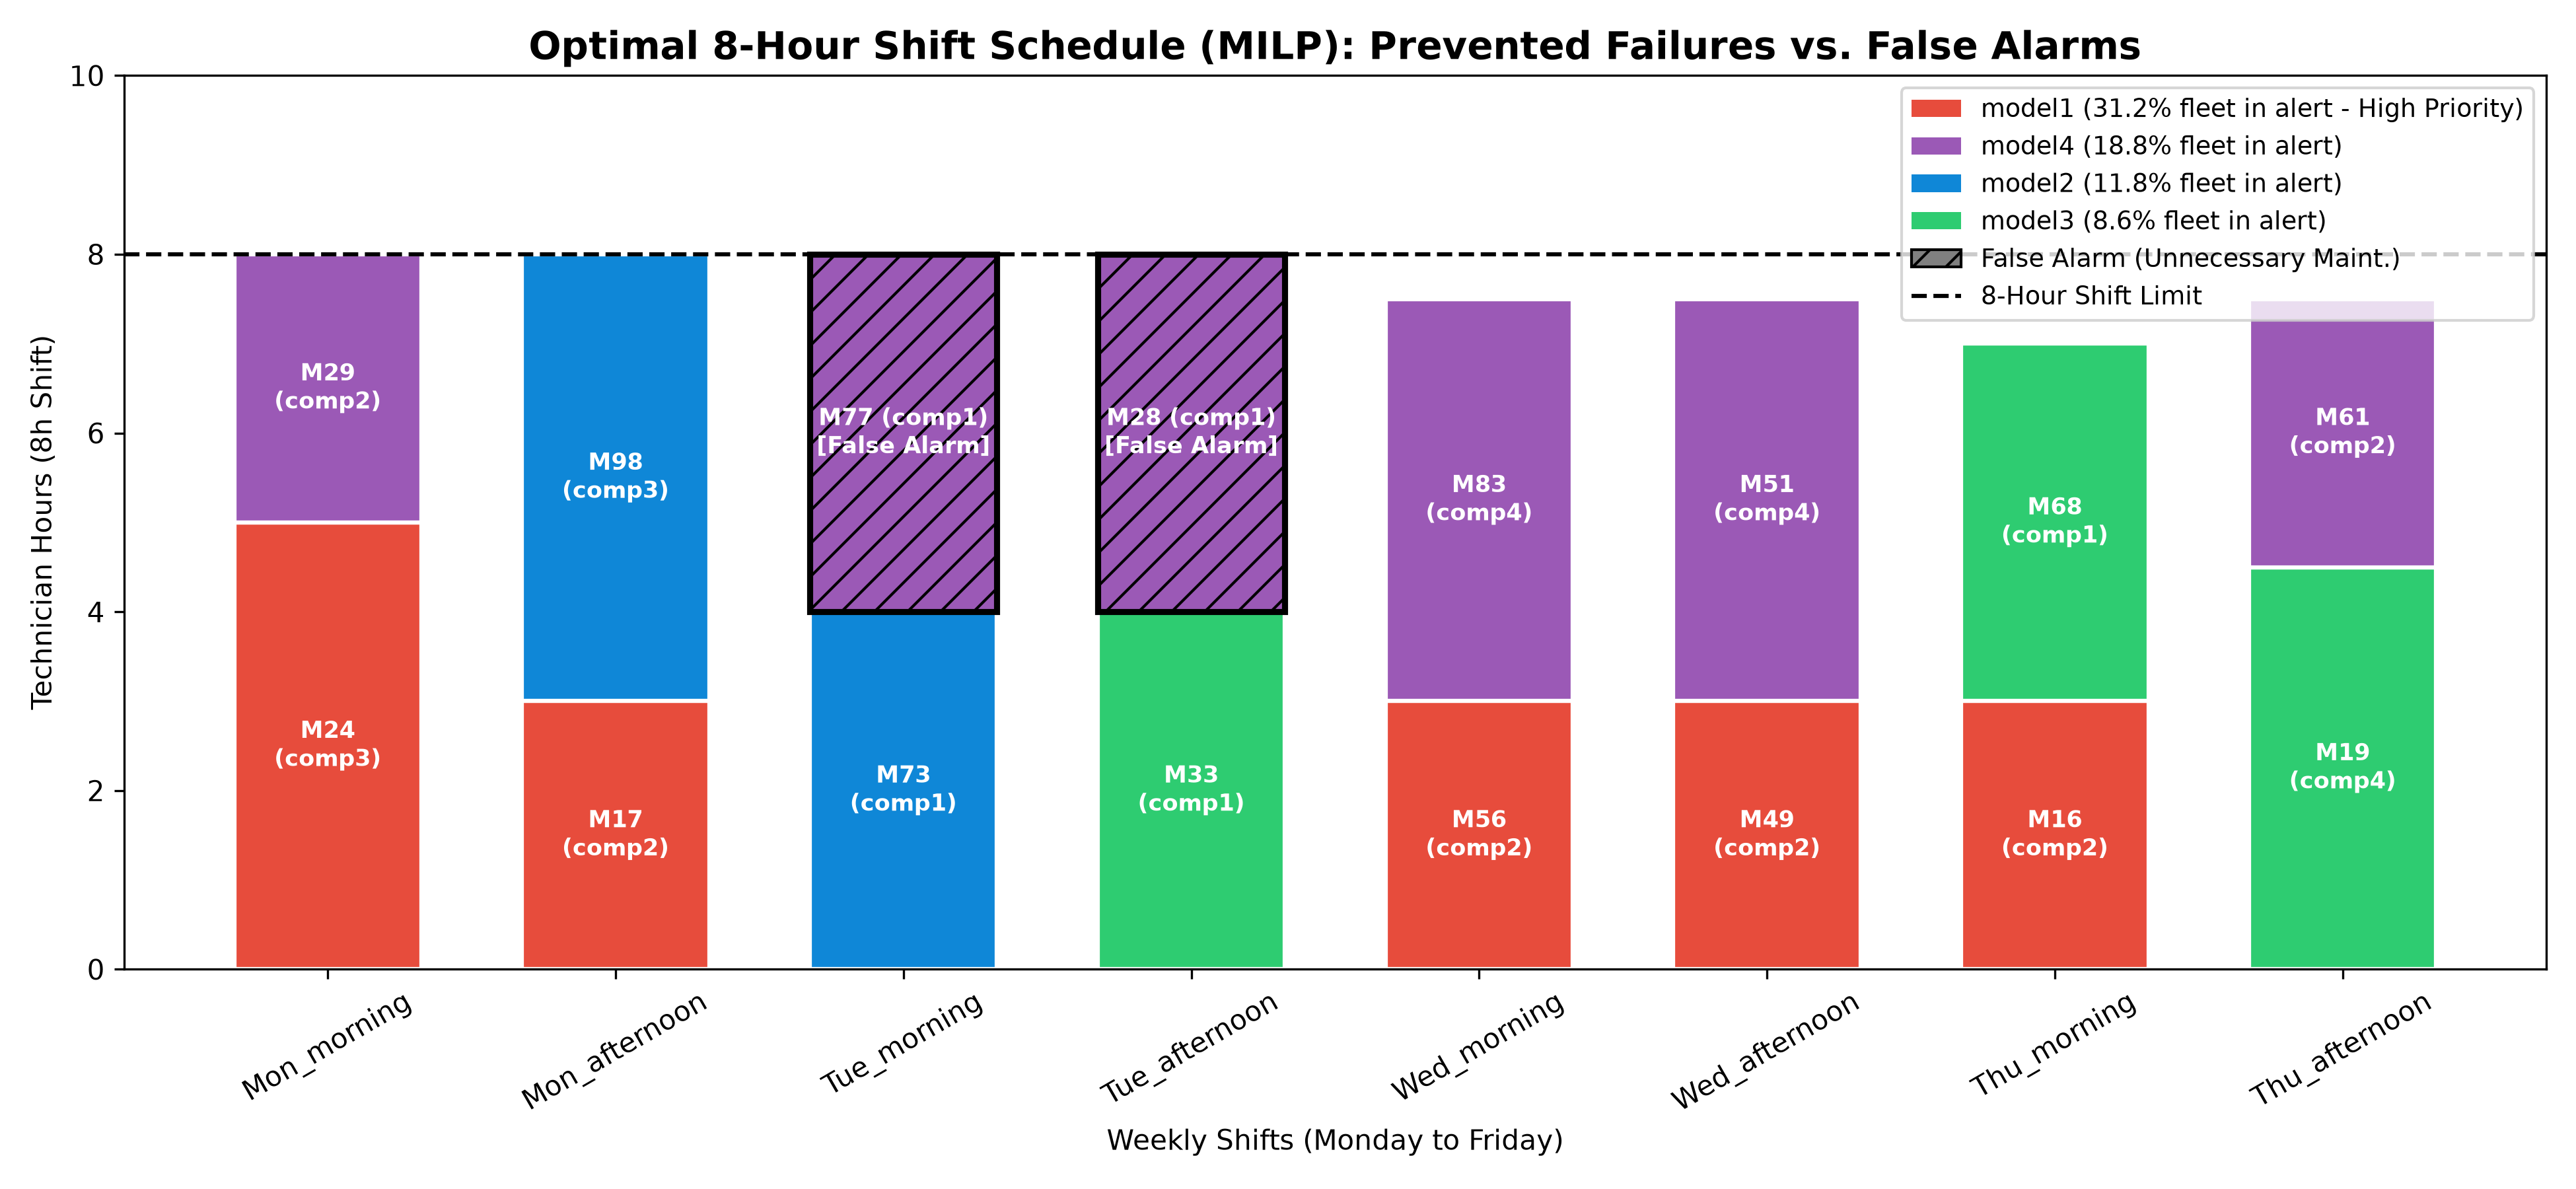 Optimal 8-Hour Shift Schedule (MILP): Prevented Failures vs. False Alarms
Technician Hours (8h Shift)
10
8
6
4
2
0
model1 (31.2% fleet in alert - High Priority)
model4 (18.8% fleet in alert)
model2 (11.8% fleet in alert)
model3 (8.6% fleet in alert)
False Alarm (Unnecessary Maint.)
8-Hour Shift Limit
M29
(comp2)
M24
(comp3)
M98
(comp3)
M17
(comp2)
M77 (comp1)
[False Alarm]
M73
(comp1)
M28 (comp1)
[False Alarm]
M33
(comp1)
M83
(comp4)
M56
(comp2)
M51
(comp4)
M49
(comp2)
M68
(comp1)
M16
(comp2)
M61
(comp2)
M19
(comp4)
Mon_morning
Mon_afternoon
Tue_morning
Tue_afternoon
Wed_morning
Wed_afternoon
Thu_morning
Thu_afternoon
Weekly Shifts (Monday to Friday)